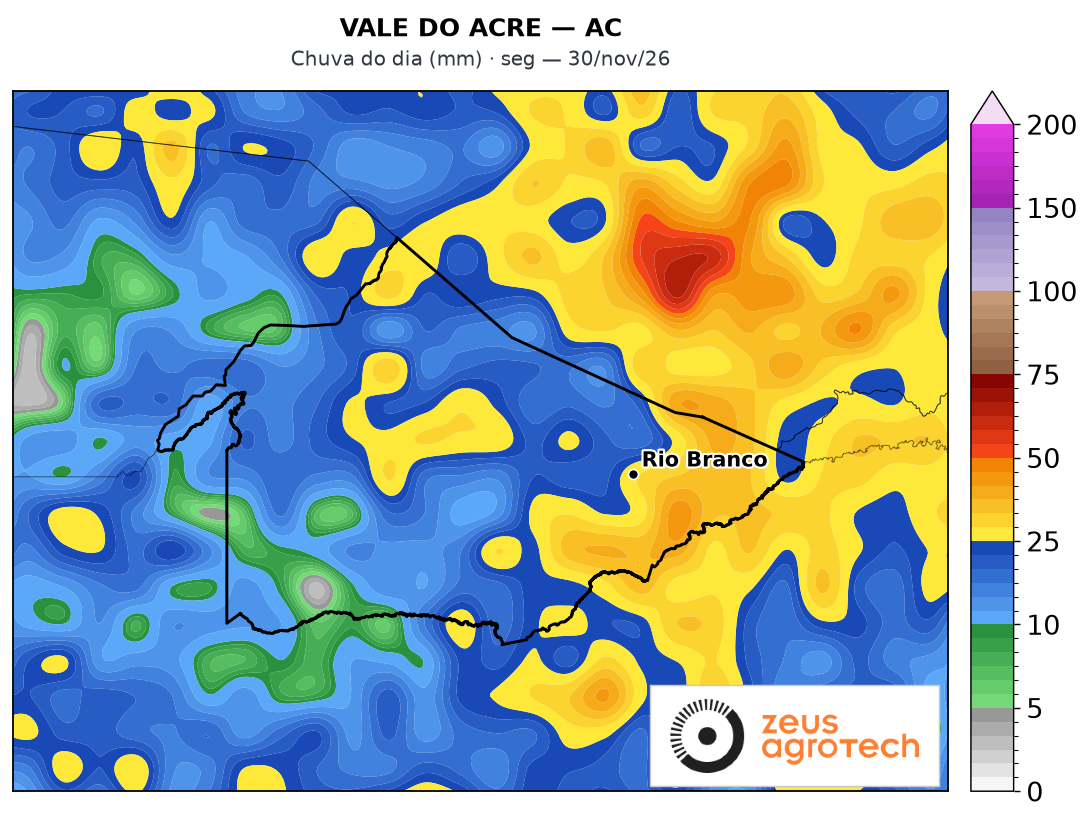 VALE DO ACRE — AC
Chuva do dia (mm) · seg — 30/nov/26
200
150
100
75
50
25
10
5
0
Rio Branco
zeus
agrotech